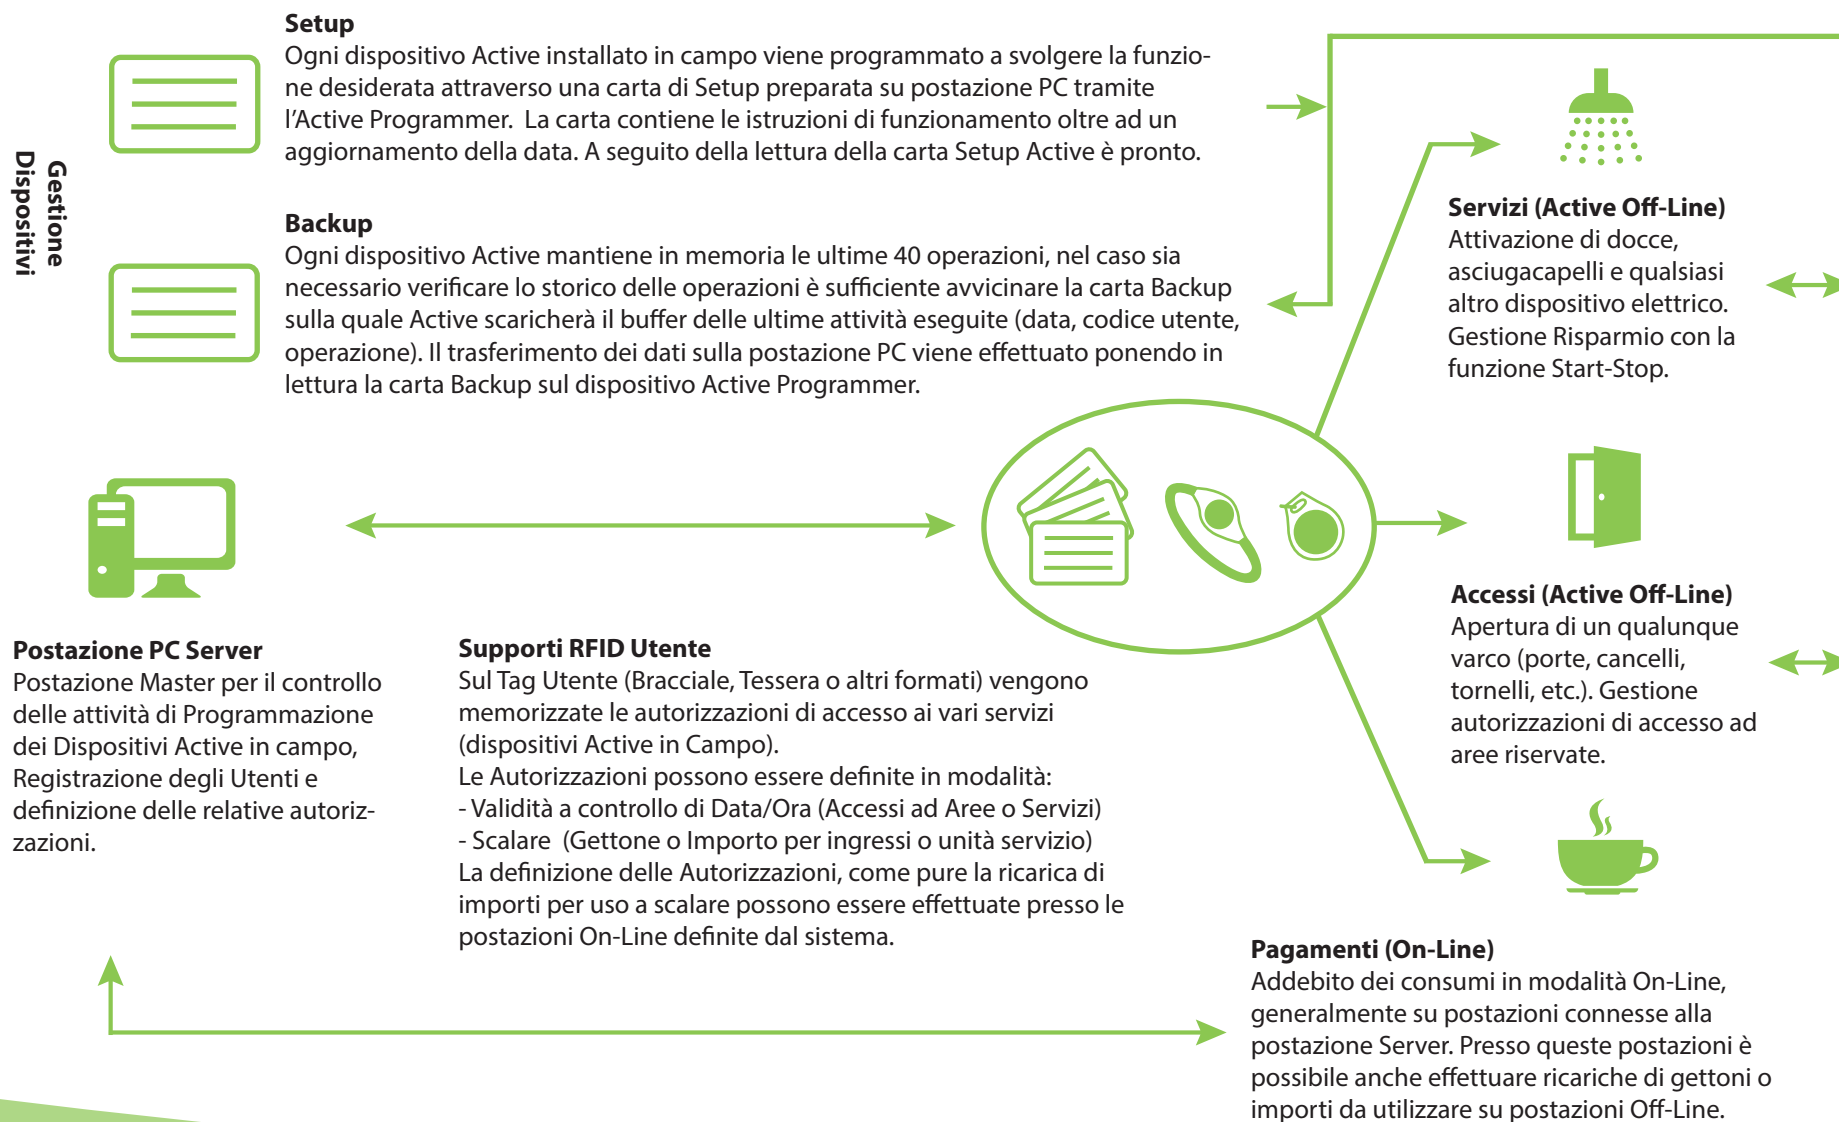 Gestione
Dispositivi
Setup
Ogni dispositivo Active installato in campo viene programmato a svolgere la funzio-
ne desiderata attraverso una carta di Setup preparata su postazione PC tramite
l'Active Programmer.  La carta contiene le istruzioni di funzionamento oltre ad un
aggiornamento della data. A seguito della lettura della carta Setup Active è pronto.
Backup
Ogni dispositivo Active mantiene in memoria le ultime 40 operazioni, nel caso sia
necessario verificare lo storico delle operazioni è sufficiente avvicinare la carta Backup
sulla quale Active scaricherà il buffer delle ultime attività eseguite (data, codice utente,
operazione). Il trasferimento dei dati sulla postazione PC viene effettuato ponendo in
lettura la carta Backup sul dispositivo Active Programmer.
Servizi (Active Off-Line)
Attivazione di docce,
asciugacapelli e qualsiasi
altro dispositivo elettrico.
Gestione Risparmio con la
funzione Start-Stop.
Postazione PC Server
Postazione Master per il controllo
delle attività di Programmazione
dei Dispositivi Active in campo,
Registrazione degli Utenti e
definizione delle relative autoriz-
zazioni.
Supporti RFID Utente
Sul Tag Utente (Bracciale, Tessera o altri formati) vengono
memorizzate le autorizzazioni di accesso ai vari servizi
(dispositivi Active in Campo).
Le Autorizzazioni possono essere definite in modalità:
- Validità a controllo di Data/Ora (Accessi ad Aree o Servizi)
- Scalare  (Gettone o Importo per ingressi o unità servizio)
La definizione delle Autorizzazioni, come pure la ricarica di
importi per uso a scalare possono essere effettuate presso le
postazioni On-Line definite dal sistema.
Accessi (Active Off-Line)
Apertura di un qualunque
varco (porte, cancelli,
tornelli, etc.). Gestione
autorizzazioni di accesso ad
aree riservate.
Pagamenti (On-Line)
Addebito dei consumi in modalità On-Line,
generalmente su postazioni connesse alla
postazione Server. Presso queste postazioni è
possibile anche effettuare ricariche di gettoni o
importi da utilizzare su postazioni Off-Line.